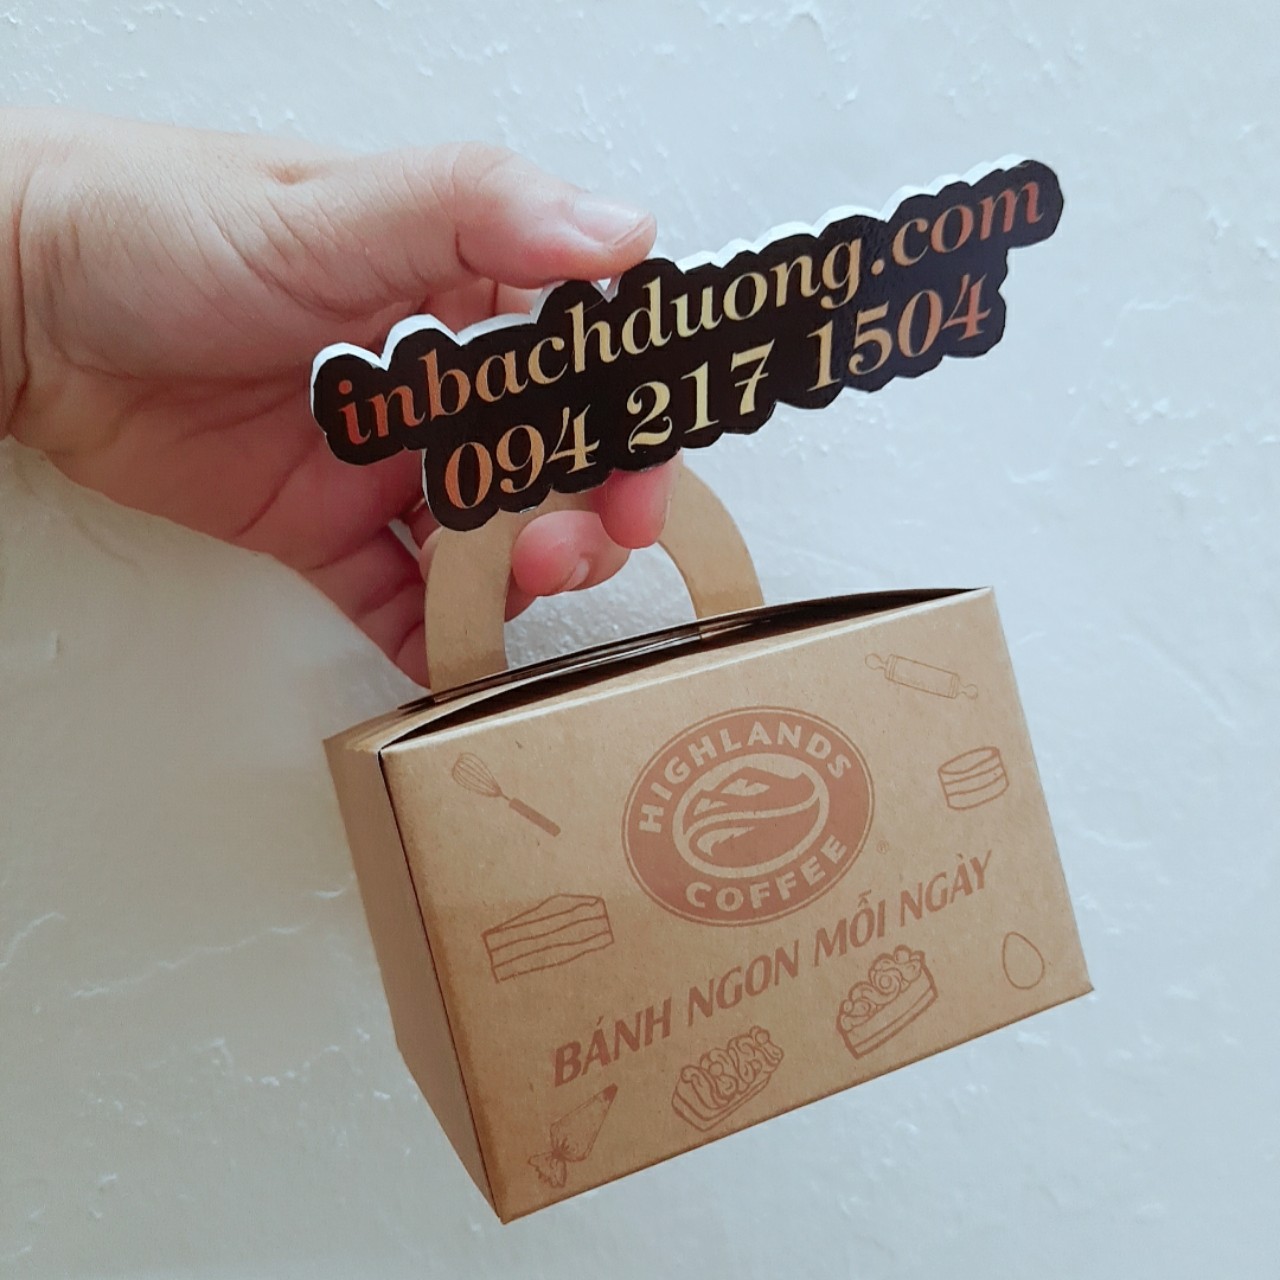 inbachduong.com
094 217 1504
HIGHLANDS
COFFEE
®
BÁNH NGON MỖI NGÀY